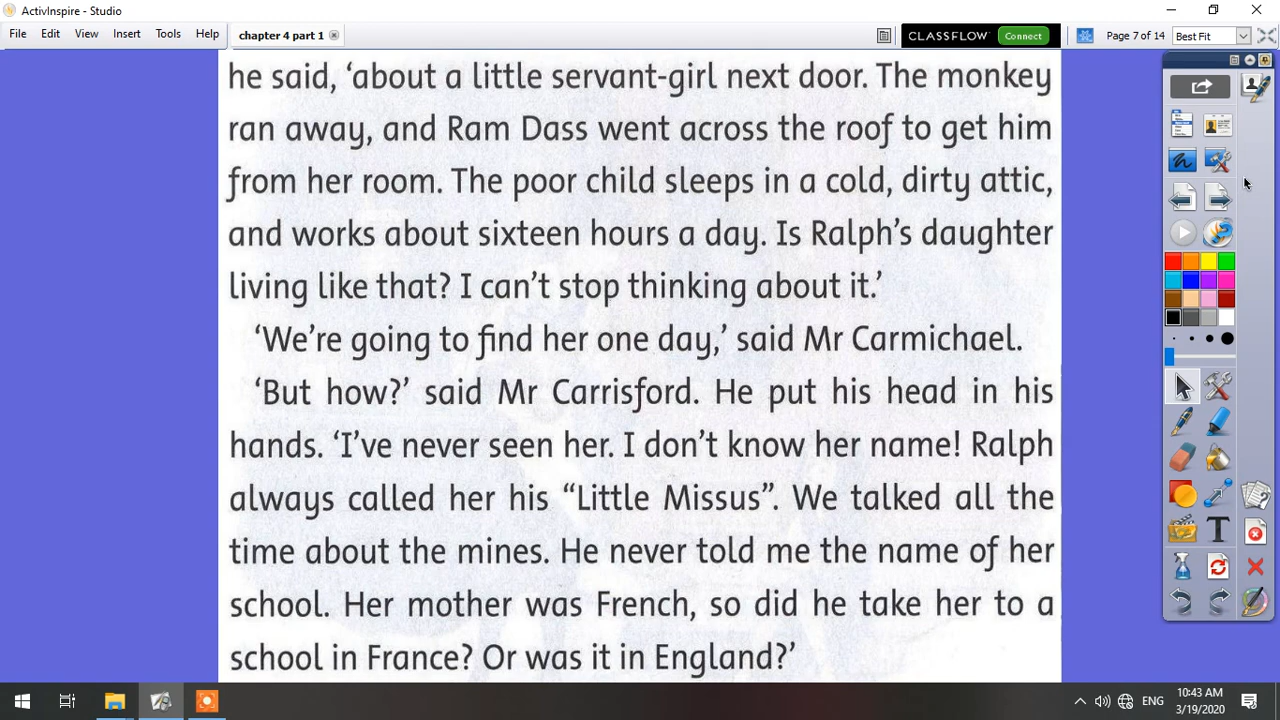 ActivInspire - Studio
File Edit View Insert Tools Help
chapter 4 part 1
CLASSFLOW Connect
Page 7 of 14
Best Fit
he said, ‘about a little servant-girl next door. The monkey
ran away, and Ram Dass went across the roof to get him
from her room. The poor child sleeps in a cold, dirty attic,
and works about sixteen hours a day. Is Ralph’s daughter
living like that? I can’t stop thinking about it.’
‘We’re going to find her one day,’ said Mr Carmichael.
‘But how?’ said Mr Carrisford. He put his head in his
hands. ‘I’ve never seen her. I don’t know her name! Ralph
always called her his “Little Missus”. We talked all the
time about the mines. He never told me the name of her
school. Her mother was French, so did he take her to a
school in France? Or was it in England?’
T
ENG
10:43 AM
3/19/2020